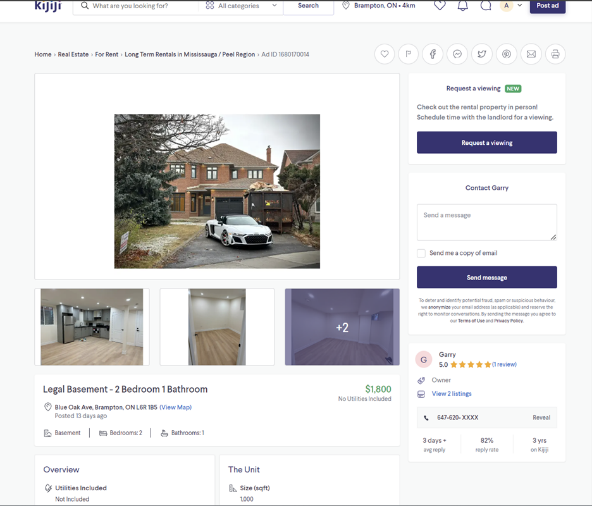 Kijiji
What are you looking for?
All categories
Search
Brampton, ON • 4km
A
Post ad
Home > Real Estate > For Rent > Long Term Rentals in Mississauga / Peel Region > Ad ID 1680170014
Request a viewing NEW
Check out the rental property in person!
Schedule time with the landlord for a viewing.
Request a viewing
Contact Garry
Send a message
Send me a copy of email
Send message
To deter and identify potential fraud, spam or suspicious behaviour,
we anonymize your email address (as applicable) and reserve the
right to monitor conversations. By sending the message you agree to
our Terms of Use and Privacy Policy.
+2
G
Garry
5.0
(1 review)
Owner
View 2 listings
647-620-XXXX
Reveal
3 days +
avg reply
82%
reply rate
3 yrs
on Kijiji
Legal Basement - 2 Bedroom 1 Bathroom
$1,800
No Utilities Included
Blue Oak Ave, Brampton, ON L6R 1B5 (View Map)
Posted 13 days ago
Basement
Bedrooms: 2
Bathrooms: 1
Overview
Utilities Included
Not Included
The Unit
Size (sqft)
1,000